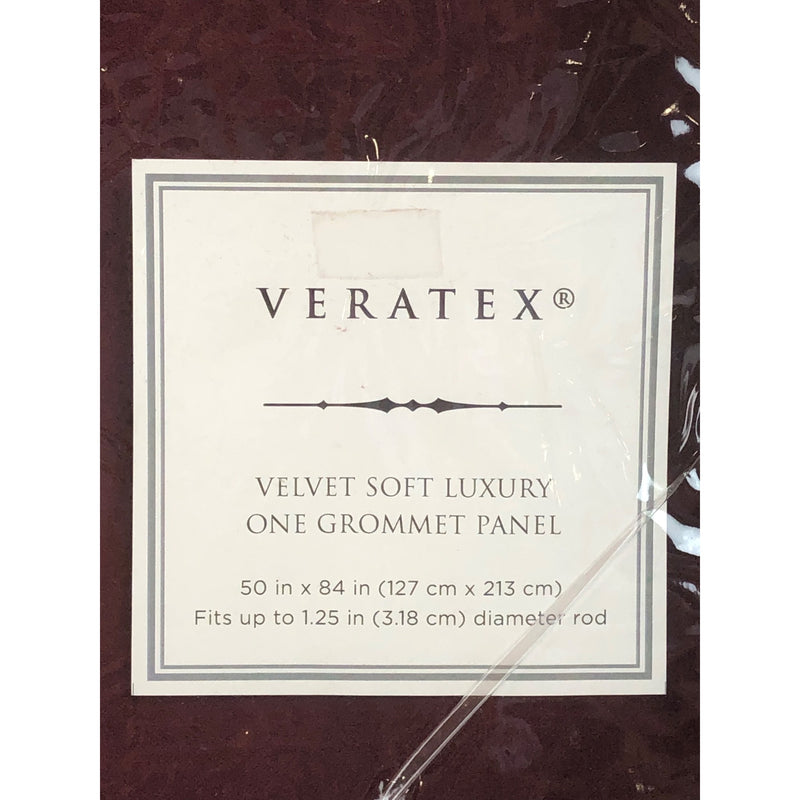 VERATEX®
VELVET SOFT LUXURY
ONE GROMMET PANEL
50 in x 84 in (127 cm x 213 cm)
Fits up to 1.25 in (3.18 cm) diameter rod